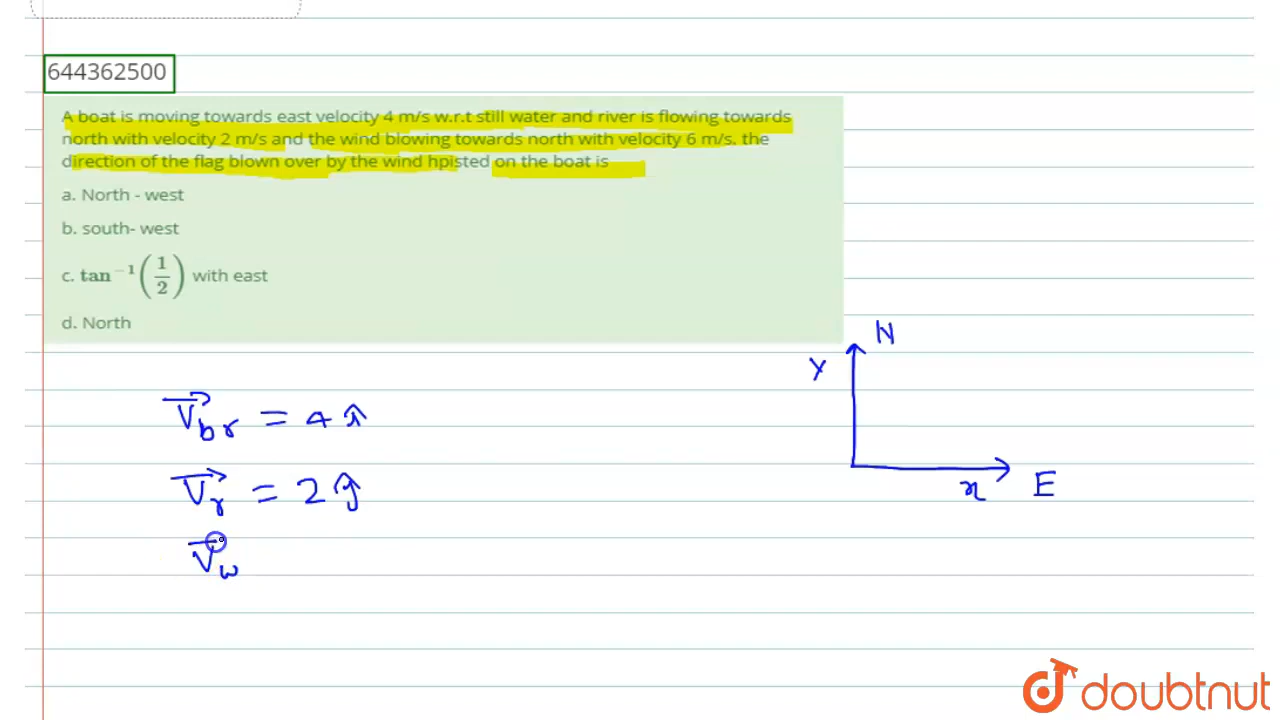 644362500
A boat is moving towards east velocity 4 m/s w.r.t still water and river is flowing towards
north with velocity 2 m/s and the wind blowing towards north with velocity 6 m/s. the
direction of the flag blown over by the wind hpisted on the boat is
a. North - west
b. south- west
c. tan⁻¹(1/2) with east
d. North
N
Y
V⃗br = 4 î
V⃗r = 2 ĵ
x E
V⃗w
doubtnut